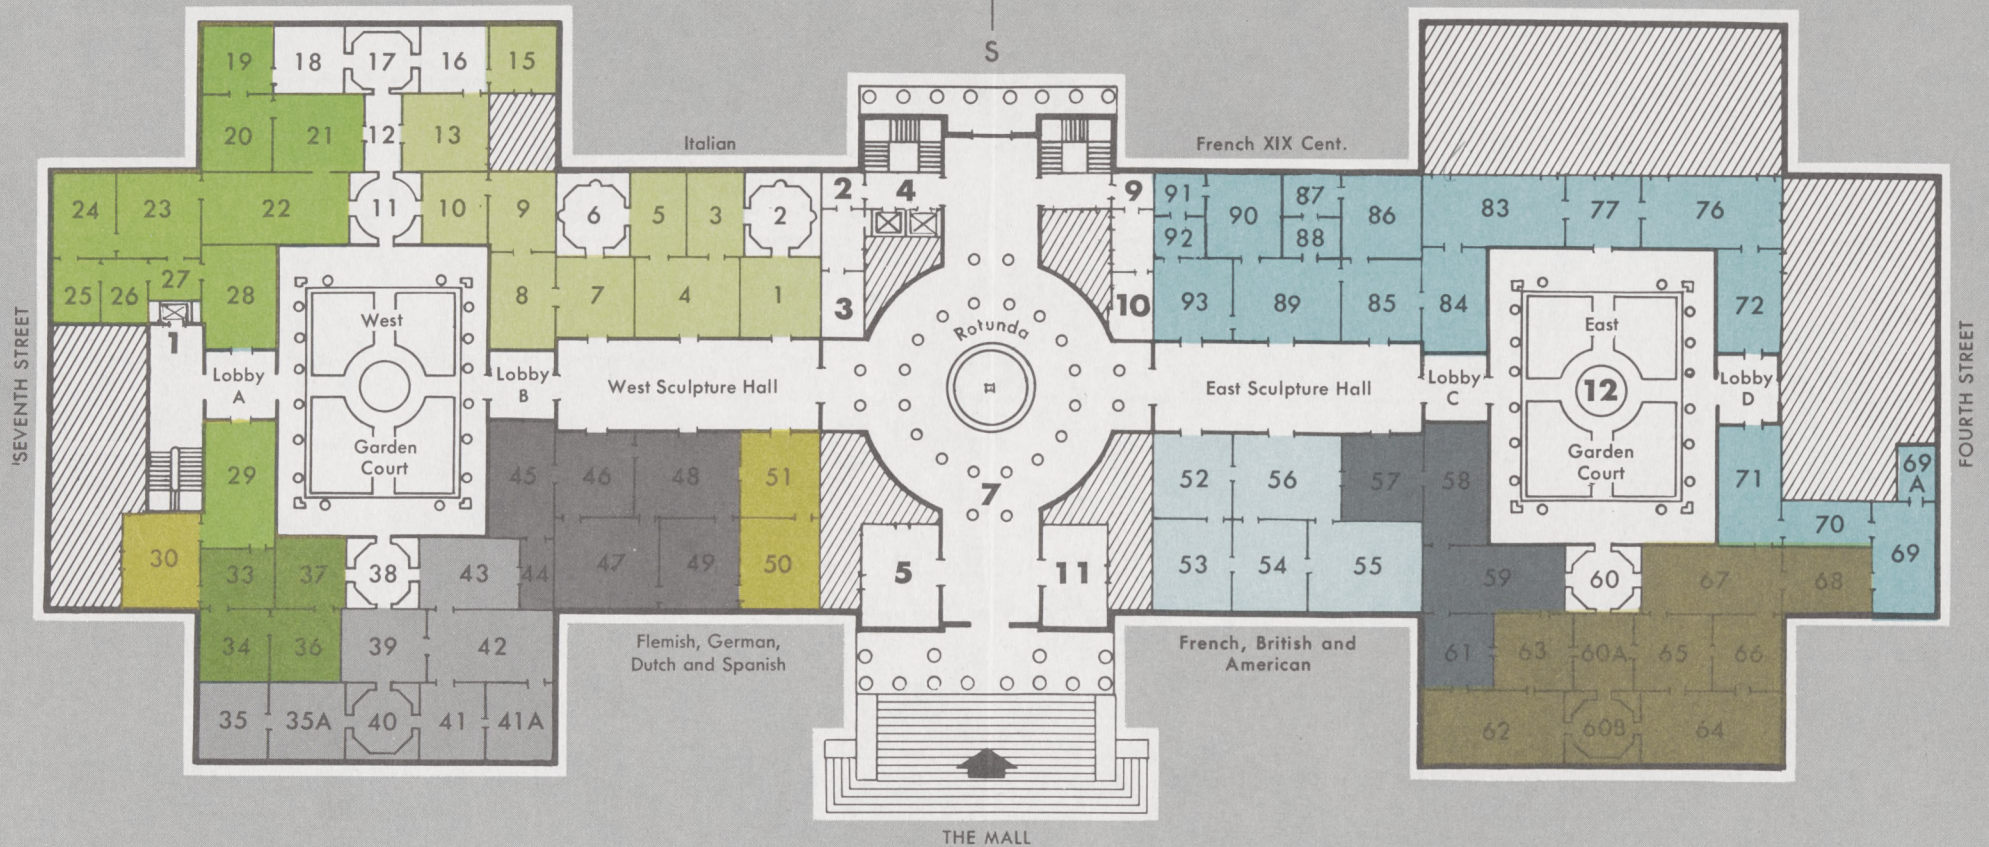 S
19 18 17 16 15
20 21 12 13
Italian
French XIX Cent.
24 23 22 11 10 9 6 5 3 2
2 4 9
91 90 87 86 83 77 76
92 88
25 26 27 28 8 7 4 1
3 10
93 89 85 84 72
1
West
Rotunda
East
'SEVENTH STREET
Lobby
A
Lobby
B
West Sculpture Hall
East Sculpture Hall
Lobby
C
12
Lobby
D
FOURTH STREET
Garden
Court
Garden
Court
29 45 46 48 51
7
52 56 57 58 71
69
A
70
30 33 37 38 43 44 47 49 50
5 11
53 54 55 59 60 67 68 69
34 36 39 42
Flemish, German,
Dutch and Spanish
French, British and
American
61 63 60A 65 66
35 35A 40 41 41A
62 60B 64
THE MALL